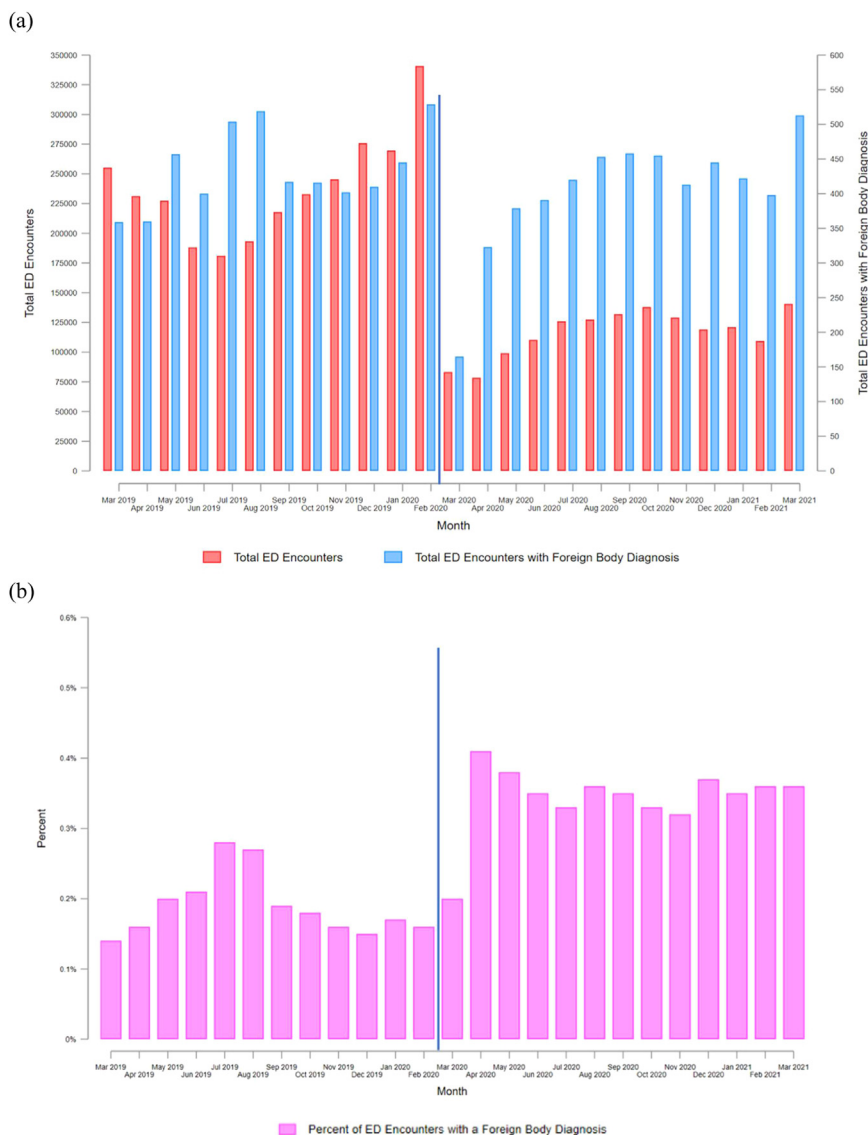 (a)
350000
325000
300000
275000
250000
225000
200000
175000
150000
125000
100000
75000
50000
25000
0
Total ED Encounters
600
550
500
450
400
350
300
250
200
150
100
50
0
Total ED Encounters with Foreign Body Diagnosis
Mar 2019 May 2019 Jul 2019 Sep 2019 Nov 2019 Jan 2020 Mar 2020 May 2020 Jul 2020 Sep 2020 Nov 2020 Jan 2021 Mar 2021
Apr 2019 Jun 2019 Aug 2019 Oct 2019 Dec 2019 Feb 2020 Apr 2020 Jun 2020 Aug 2020 Oct 2020 Dec 2020 Feb 2021
Month
Total ED Encounters Total ED Encounters with Foreign Body Diagnosis
(b)
0.6%
0.5%
0.4%
0.3%
0.2%
0.1%
0%
Percent
Mar 2019 May 2019 Jul 2019 Sep 2019 Nov 2019 Jan 2020 Mar 2020 May 2020 Jul 2020 Sep 2020 Nov 2020 Jan 2021 Mar 2021
Apr 2019 Jun 2019 Aug 2019 Oct 2019 Dec 2019 Feb 2020 Apr 2020 Jun 2020 Aug 2020 Oct 2020 Dec 2020 Feb 2021
Month
Percent of ED Encounters with a Foreign Body Diagnosis